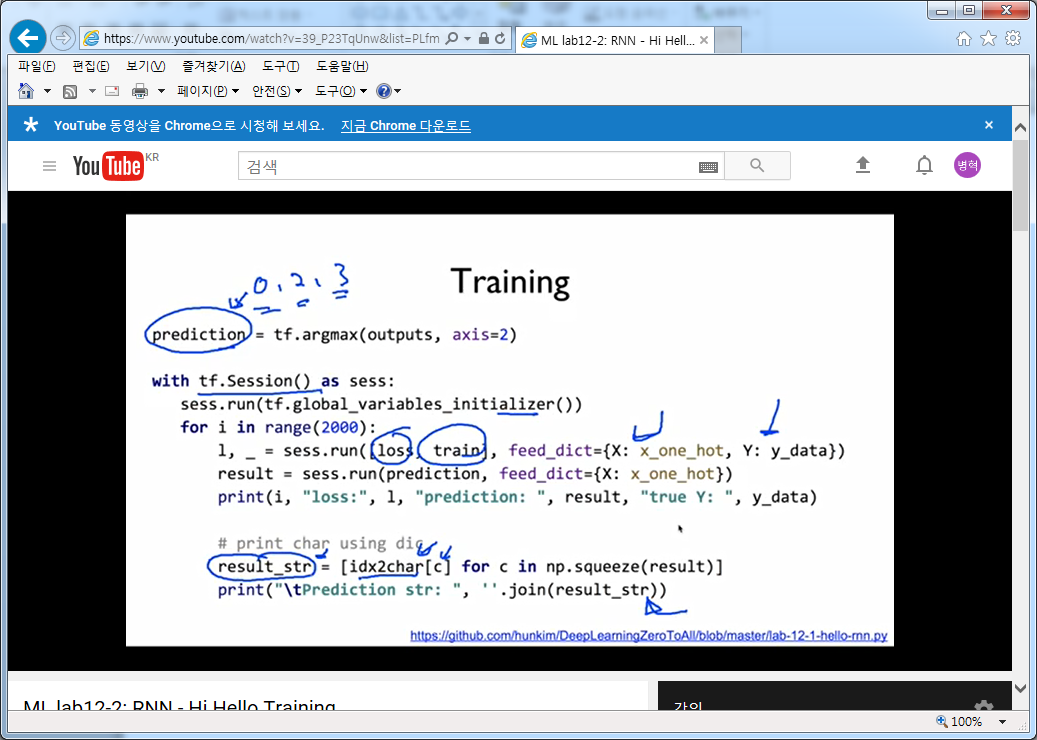 https://www.youtube.com/watch?v=39_P23TqUnw&list=PLfm
ML lab12-2: RNN - Hi Hell...
파일(F) 편집(E) 보기(V) 즐겨찾기(A) 도구(T) 도움말(H)
페이지(P) 안전(S) 도구(O)
YouTube 동영상을 Chrome으로 시청해 보세요. 지금 Chrome 다운로드
YouTube KR
검색
병혁
Training
0, 2, 3
prediction = tf.argmax(outputs, axis=2)
with tf.Session() as sess:
sess.run(tf.global_variables_initializer())
for i in range(2000):
l, _ = sess.run([loss, train], feed_dict={X: x_one_hot, Y: y_data})
result = sess.run(prediction, feed_dict={X: x_one_hot})
print(i, "loss:", l, "prediction: ", result, "true Y: ", y_data)
# print char using dic
result_str = [idx2char[c] for c in np.squeeze(result)]
print("\tPrediction str: ", ''.join(result_str))
https://github.com/hunkim/DeepLearningZeroToAll/blob/master/lab-12-1-hello-rnn.py
ML lab12-2: RNN - Hi Hello Training
강의
100%